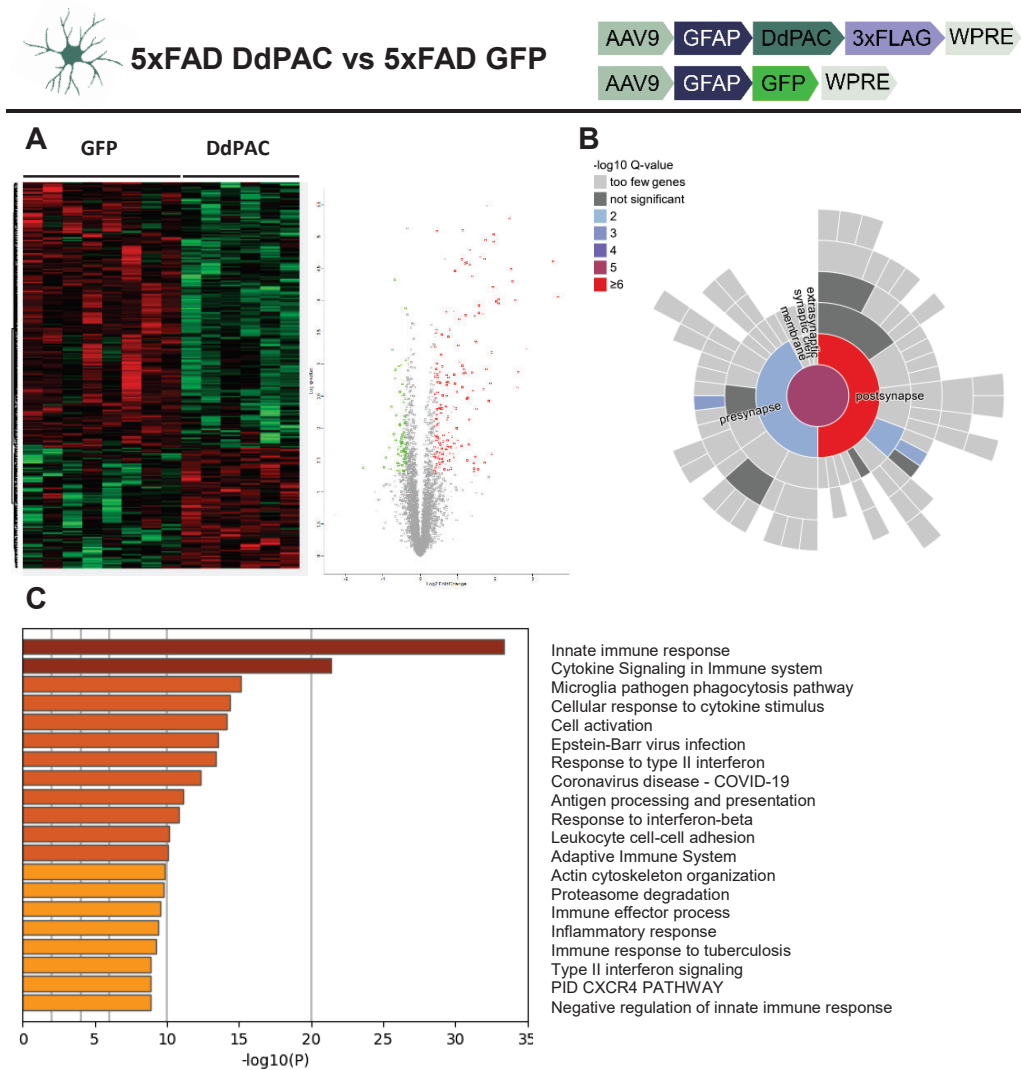 5xFAD DdPAC vs 5xFAD GFP
AAV9 GFAP DdPAC 3xFLAG WPRE
AAV9 GFAP GFP WPRE
A
GFP DdPAC
Log2 FoldChange
B
-log10 Q-value
too few genes
not significant
2
3
4
5
≥6
extrasynaptic
synaptic cleft
membrane
presynapse
postsynapse
C
Innate immune response
Cytokine Signaling in Immune system
Microglia pathogen phagocytosis pathway
Cellular response to cytokine stimulus
Cell activation
Epstein-Barr virus infection
Response to type II interferon
Coronavirus disease - COVID-19
Antigen processing and presentation
Response to interferon-beta
Leukocyte cell-cell adhesion
Adaptive Immune System
Actin cytoskeleton organization
Proteasome degradation
Immune effector process
Inflammatory response
Immune response to tuberculosis
Type II interferon signaling
PID CXCR4 PATHWAY
Negative regulation of innate immune response
0 5 10 15 20 25 30 35
-log10(P)